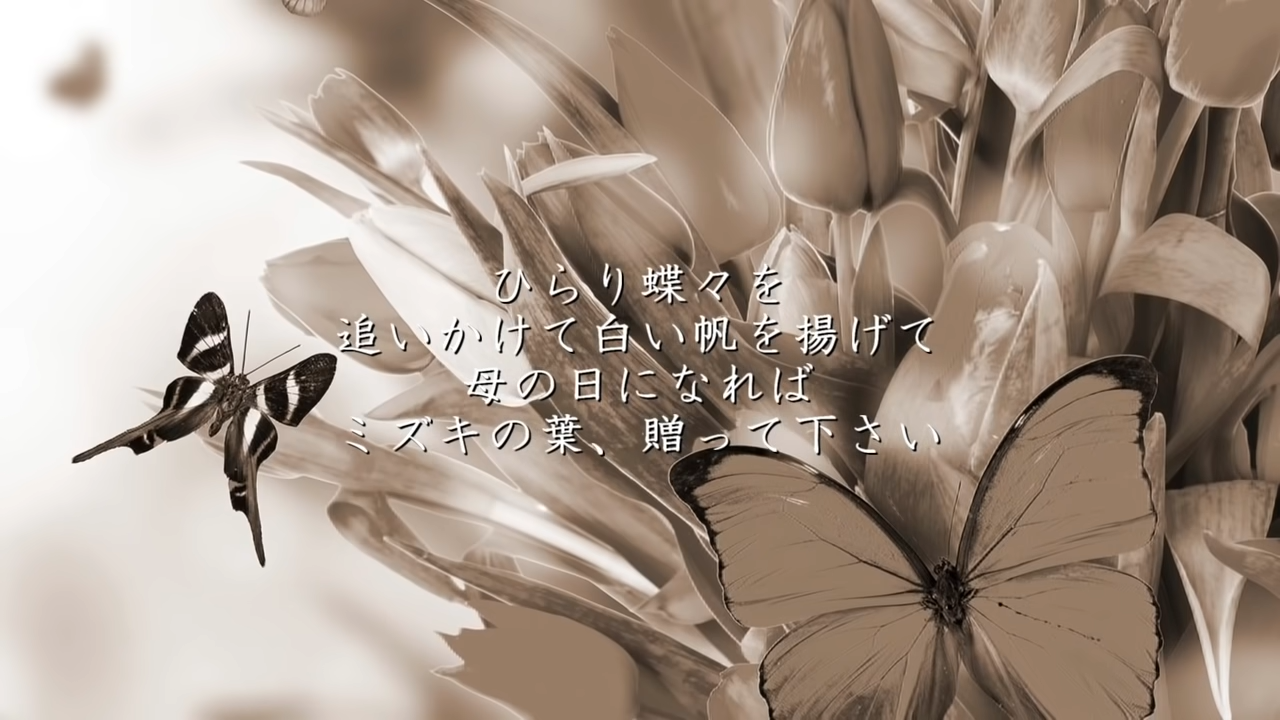 ひらり蝶々を
追いかけて白い帆を揚げて
母の日になれば
ミズキの葉、贈って下さい